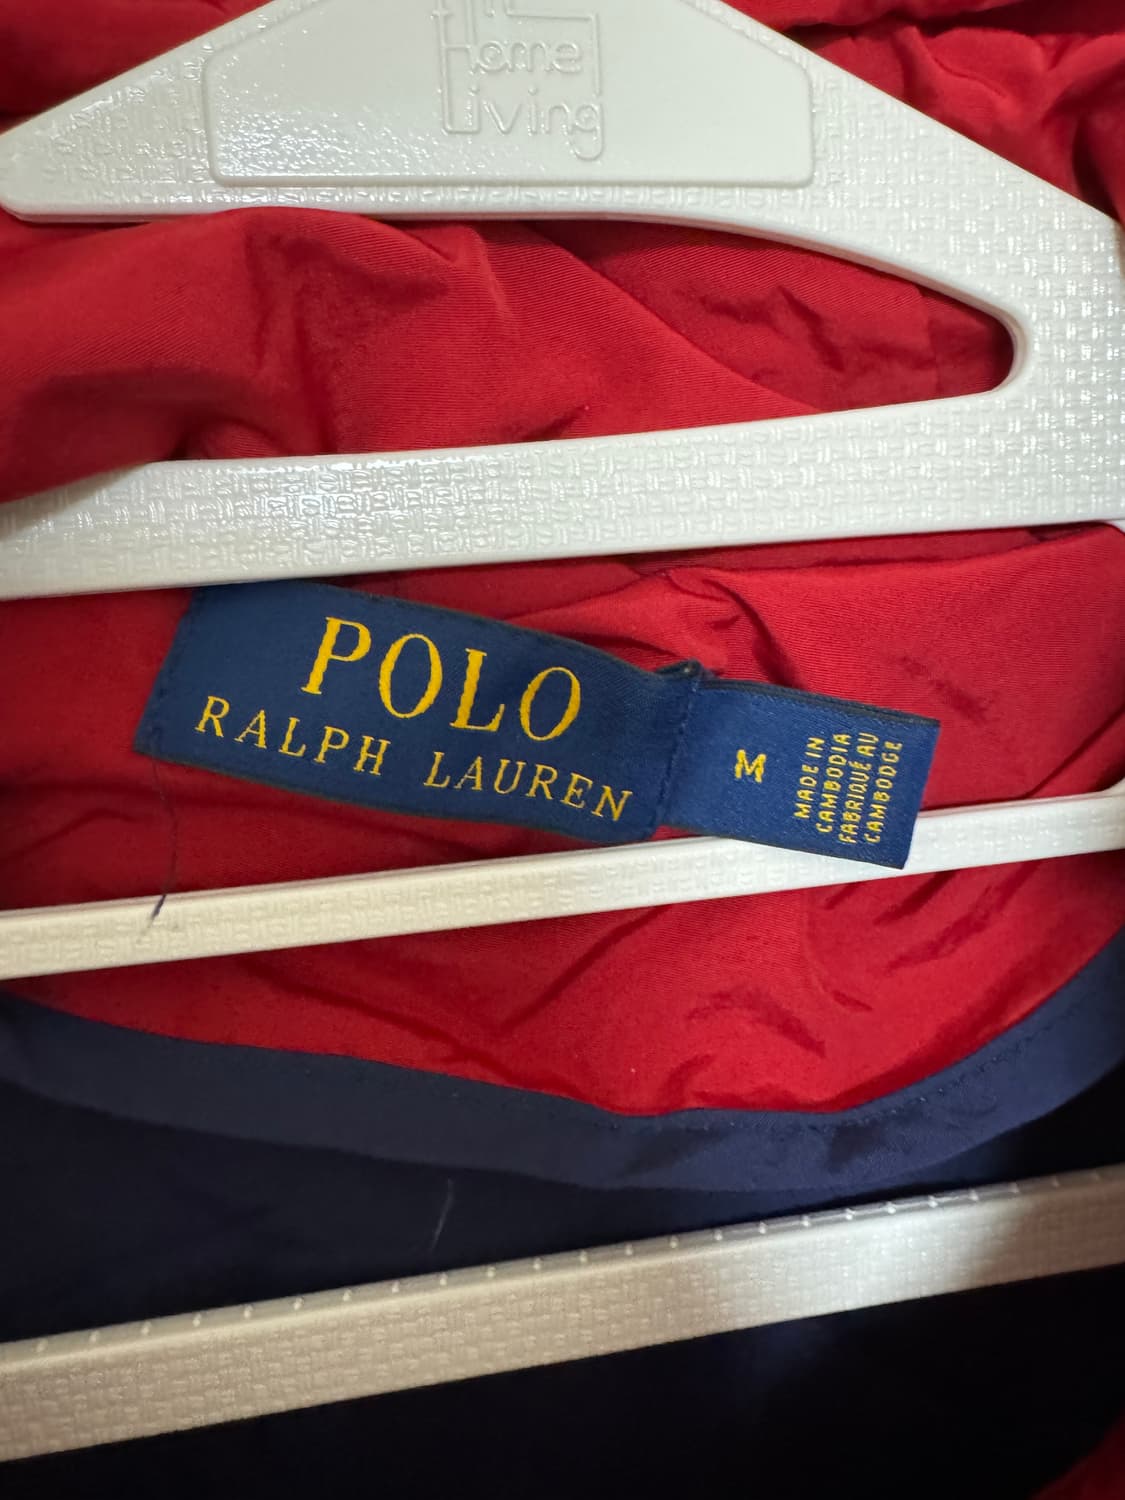 Home
Living
POLO
RALPH LAUREN
M
MADE IN
CAMBODIA
FABRIQUÉ AU
CAMBODGE